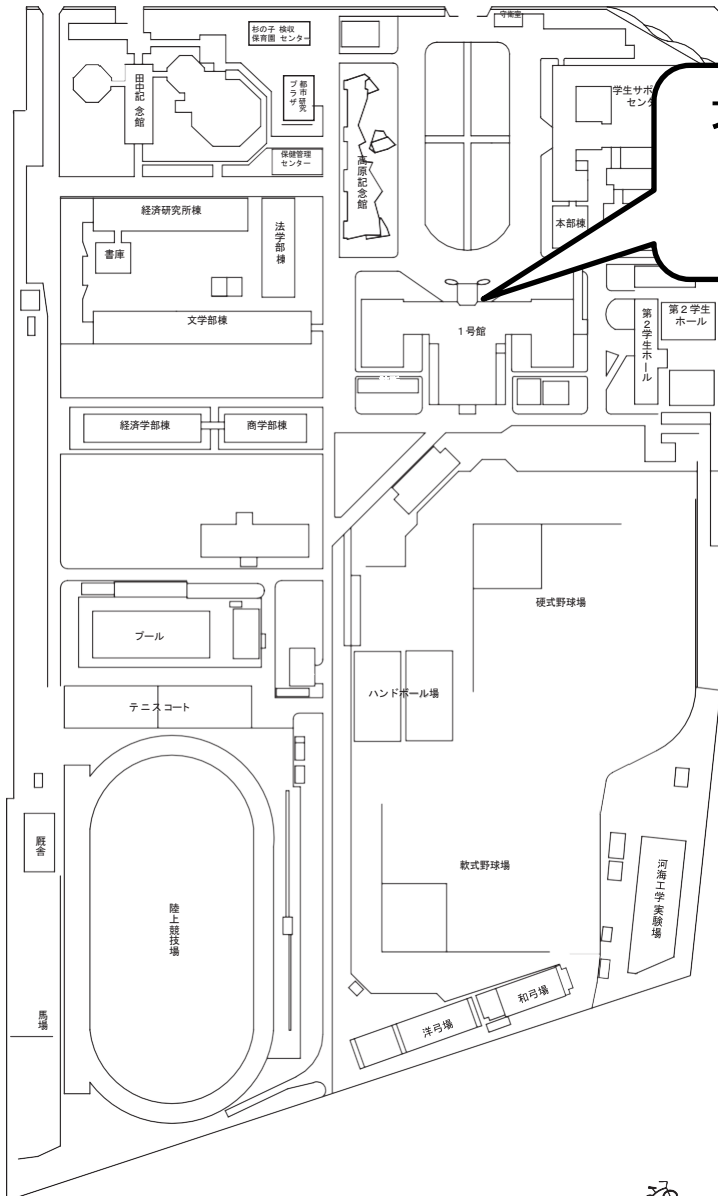 守衛室
杉の子 検収
保育園 センター
田中記念館
都市研究
プラザ
保健管理
センター
高原記念館
学生サポ
センタ
本部棟
経済研究所棟
法学部棟
書庫
文学部棟
1号館
第2学生ホール
第2学生
ホール
経済学部棟
商学部棟
プール
硬式野球場
テニスコート
ハンドボール場
厩舎
陸上競技場
軟式野球場
河海工学実験場
馬場
洋弓場
和弓場